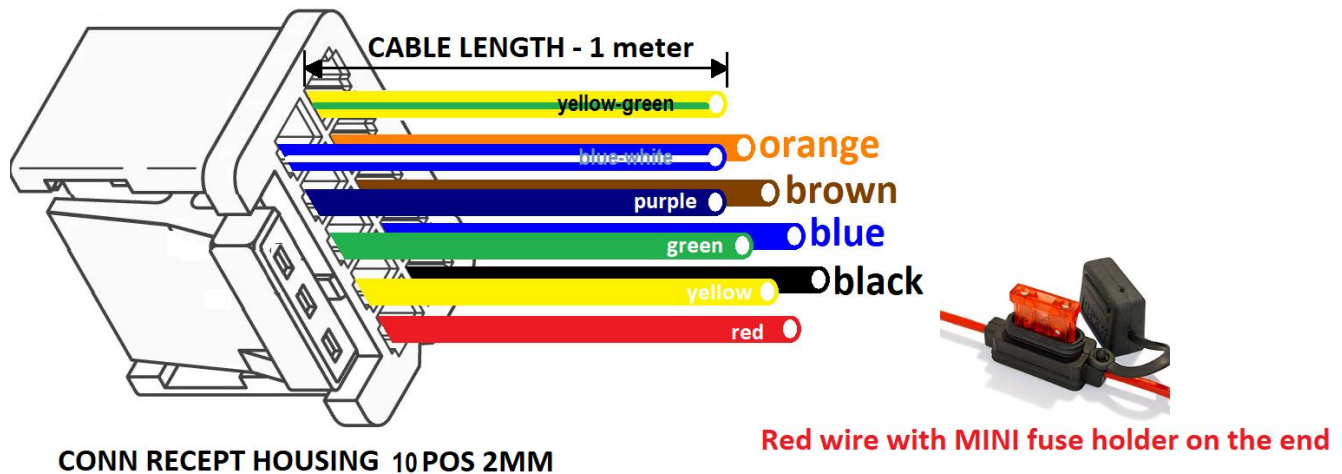 CABLE LENGTH - 1 meter
yellow-green
orange
blue-white
brown
purple
blue
green
black
yellow
red
Red wire with MINI fuse holder on the end
CONN RECEPT HOUSING 10 POS 2MM